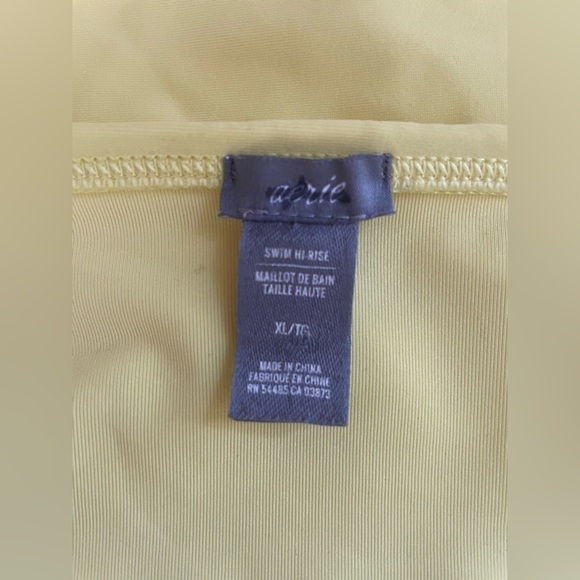 aerie
SWIM HI-RISE
MAILLOT DE BAIN
TAILLE HAUTE
XL/TG
MADE IN CHINA
FABRIQUÉ EN CHINE
RN 54485 CA 03873